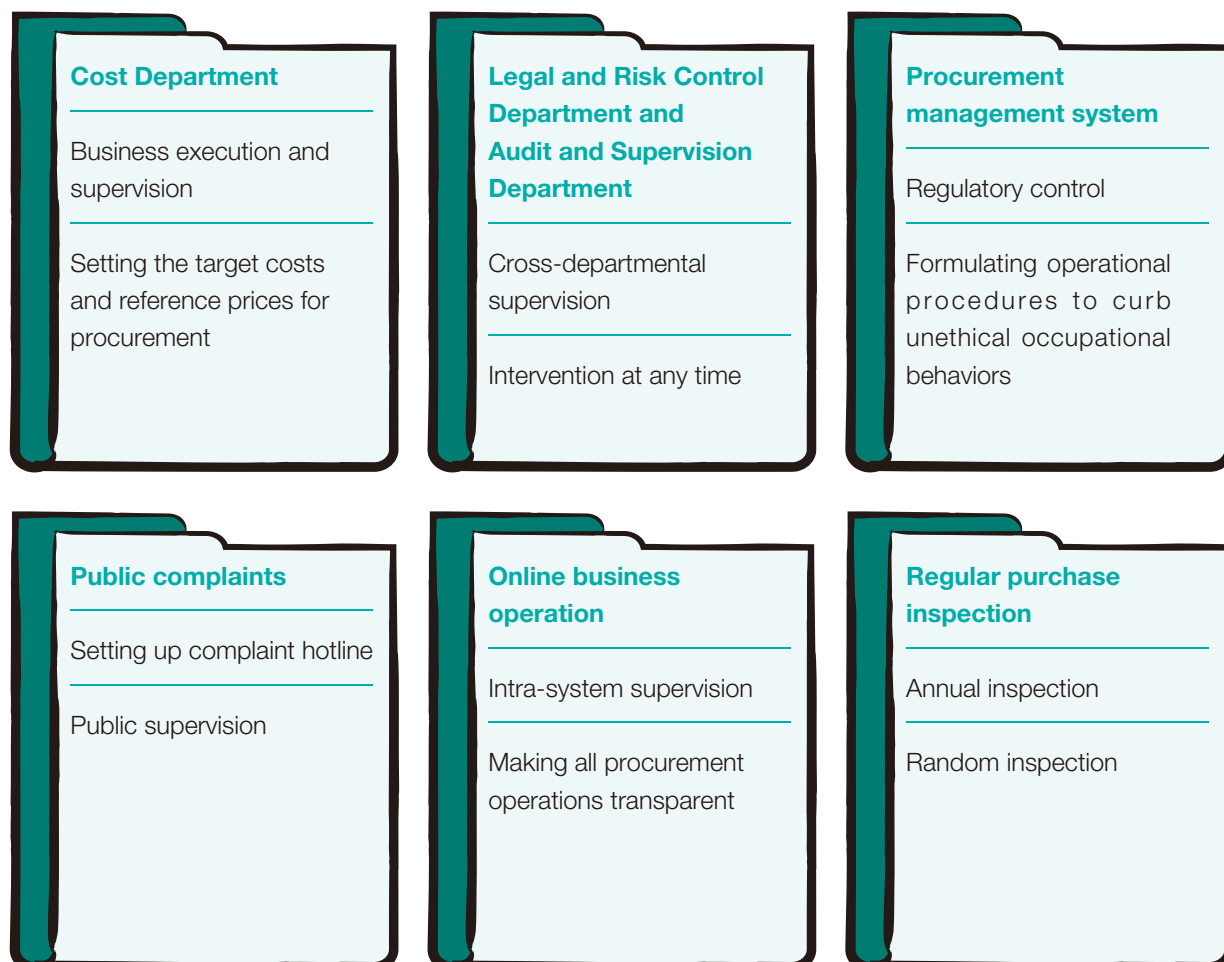 Cost Department
Business execution and
supervision
Setting the target costs
and reference prices for
procurement
Legal and Risk Control
Department and
Audit and Supervision
Department
Cross-departmental
supervision
Intervention at any time
Procurement
management system
Regulatory control
Formulating operational
procedures to curb
unethical occupational
behaviors
Public complaints
Setting up complaint hotline
Public supervision
Online business
operation
Intra-system supervision
Making all procurement
operations transparent
Regular purchase
inspection
Annual inspection
Random inspection